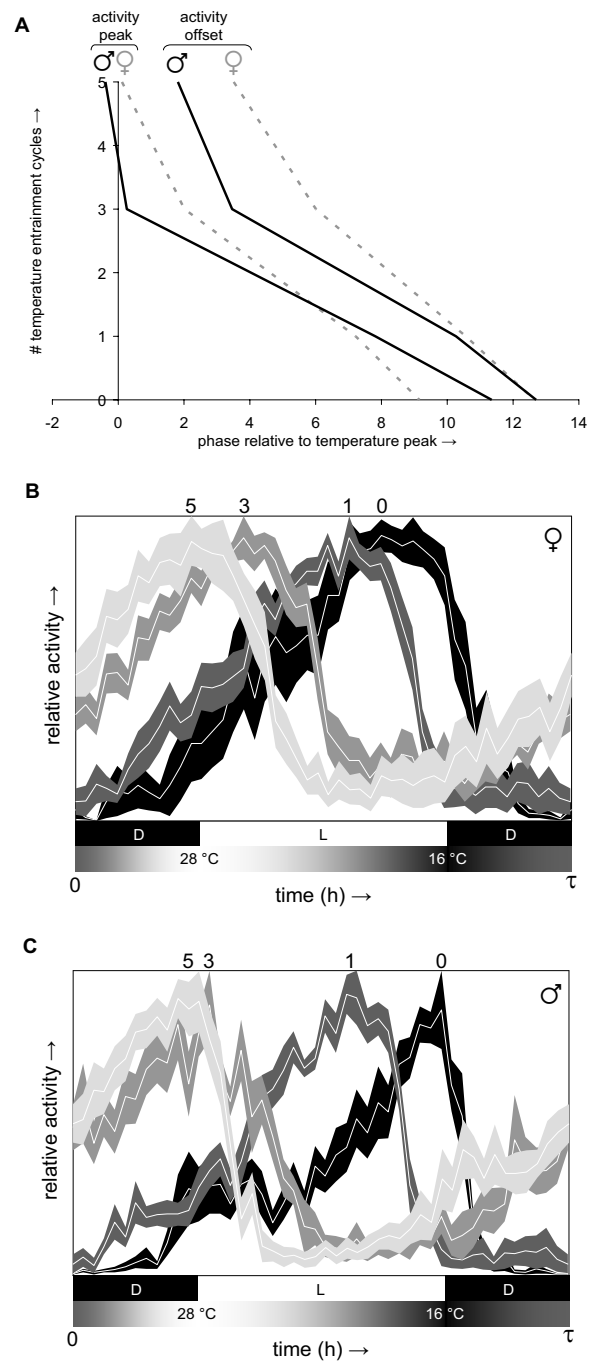 A
activity peak
activity offset
♂ ♀ ♂ ♀
5
4
3
2
1
0
# temperature entrainment cycles →
-2 0 2 4 6 8 10 12 14
phase relative to temperature peak →
B
5 3 1 0
♀
relative activity →
D L D
28 °C 16 °C
0 τ
time (h) →
C
5 3 1 0
♂
relative activity →
D L D
28 °C 16 °C
0 τ
time (h) →